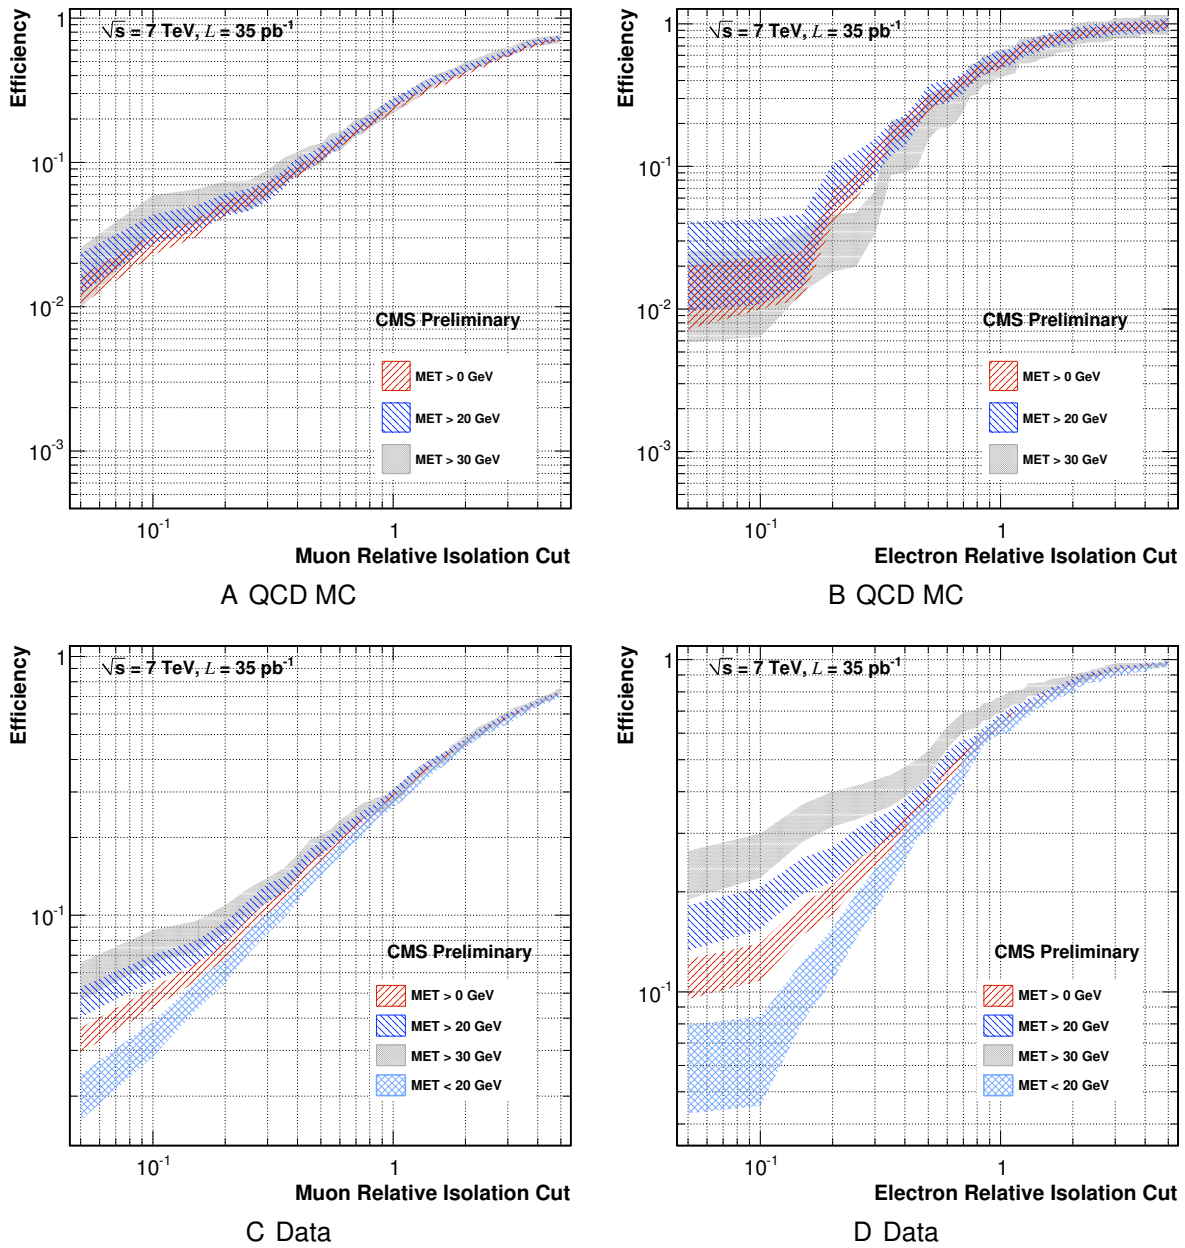 Efficiency
1
10⁻¹
10⁻²
10⁻³
√s = 7 TeV, L = 35 pb⁻¹
CMS Preliminary
MET > 0 GeV
MET > 20 GeV
MET > 30 GeV
10⁻¹ 1
Muon Relative Isolation Cut
A QCD MC
Efficiency
1
10⁻¹
10⁻²
10⁻³
√s = 7 TeV, L = 35 pb⁻¹
CMS Preliminary
MET > 0 GeV
MET > 20 GeV
MET > 30 GeV
10⁻¹ 1
Electron Relative Isolation Cut
B QCD MC
Efficiency
1
10⁻¹
√s = 7 TeV, L = 35 pb⁻¹
CMS Preliminary
MET > 0 GeV
MET > 20 GeV
MET > 30 GeV
MET < 20 GeV
10⁻¹ 1
Muon Relative Isolation Cut
C Data
Efficiency
1
10⁻¹
√s = 7 TeV, L = 35 pb⁻¹
CMS Preliminary
MET > 0 GeV
MET > 20 GeV
MET > 30 GeV
MET < 20 GeV
10⁻¹ 1
Electron Relative Isolation Cut
D Data